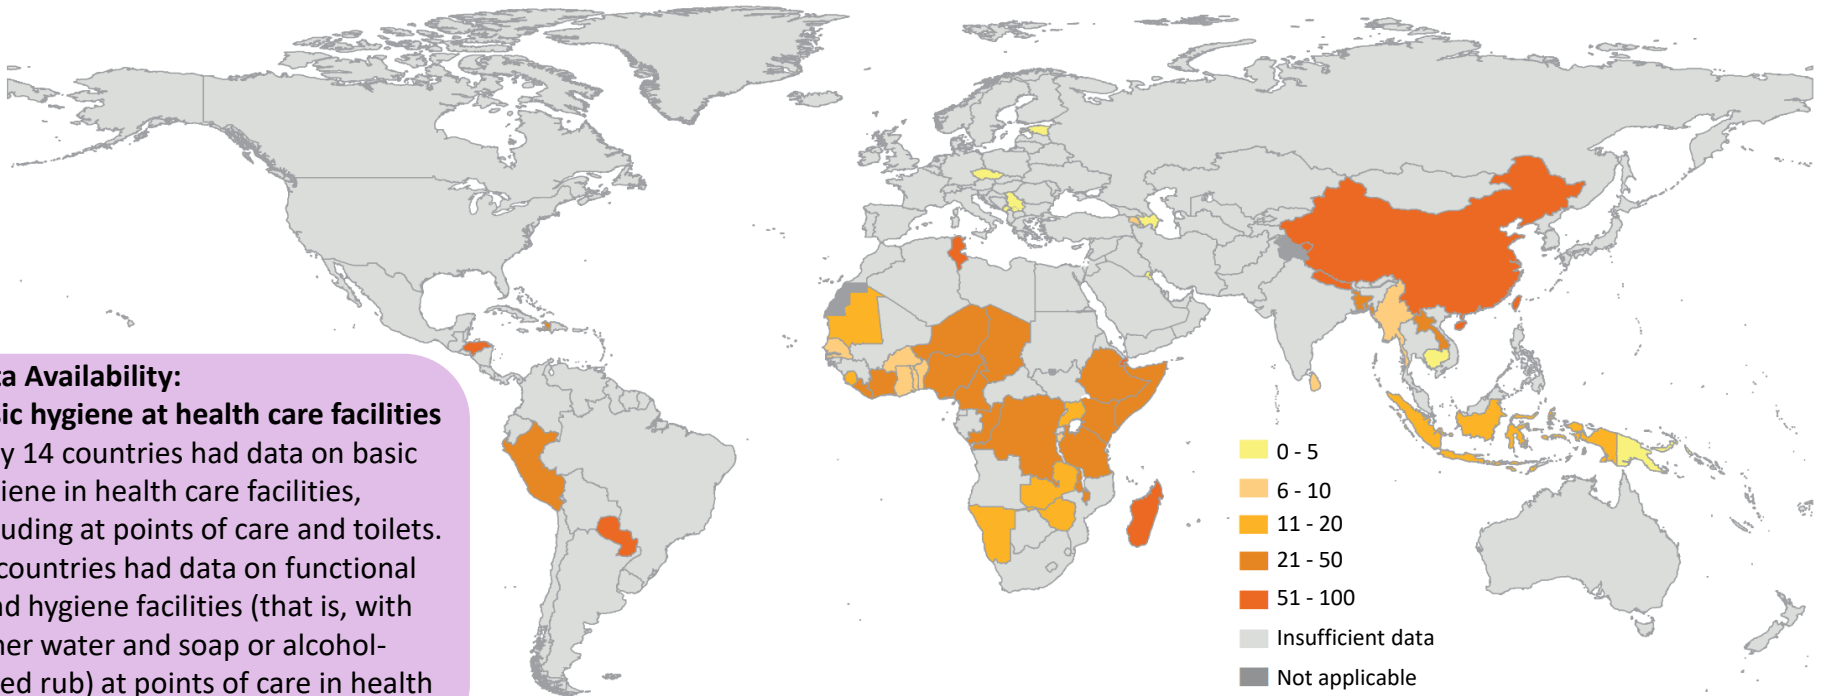 ta Availability:
sic hygiene at health care facilities
y 14 countries had data on basic
iene in health care facilities,
uding at points of care and toilets.
countries had data on functional
nd hygiene facilities (that is, with
her water and soap or alcohol-
ed rub) at points of care in health
0 - 5
6 - 10
11 - 20
21 - 50
51 - 100
Insufficient data
Not applicable